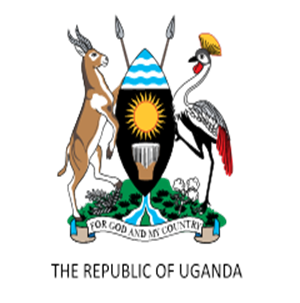 FOR GOD AND MY COUNTRY
THE REPUBLIC OF UGANDA